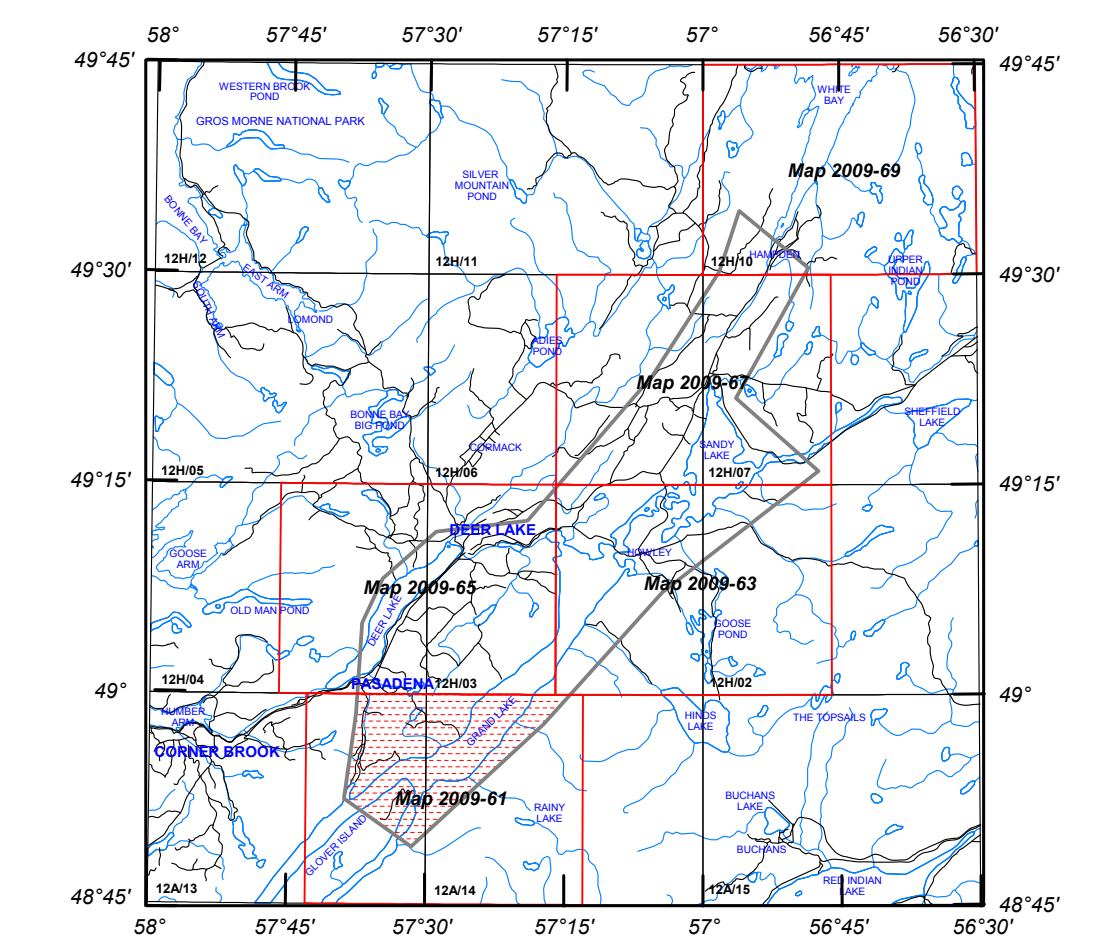 58° 57°45' 57°30' 57°15' 57° 56°45' 56°30'
49°45' 49°45'
WESTERN BROOK
POND
WHITE
BAY
GROS MORNE NATIONAL PARK
Map 2009-69
SILVER
MOUNTAIN
POND
BONNE BAY
12H/12 12H/11 12H/10
HAMPDEN
49°30' 49°30'
EAST ARM
UPPER
INDIAN
POND
SOUTH ARM
LOMOND
ADIES
POND
Map 2009-67
BONNE BAY
BIG POND
SHEFFIELD
LAKE
CORMACK
SANDY
LAKE
12H/05 12H/06 12H/07
49°15' 49°15'
DEER LAKE
GOOSE
ARM
HOWLEY
Map 2009-65
Map 2009-63
OLD MAN POND
DEER LAKE
GOOSE
POND
12H/04 12H/03 12H/02
PASADENA
49° 49°
HUMBER
ARM
GRAND LAKE
HINDS
LAKE
THE TOPSAILS
CORNER BROOK
Map 2009-61
RAINY
LAKE
BUCHANS
LAKE
GLOVER ISLAND
BUCHANS
RED INDIAN
LAKE
12A/13 12A/14 12A/15
48°45' 48°45'
58° 57°45' 57°30' 57°15' 57° 56°45' 56°30'